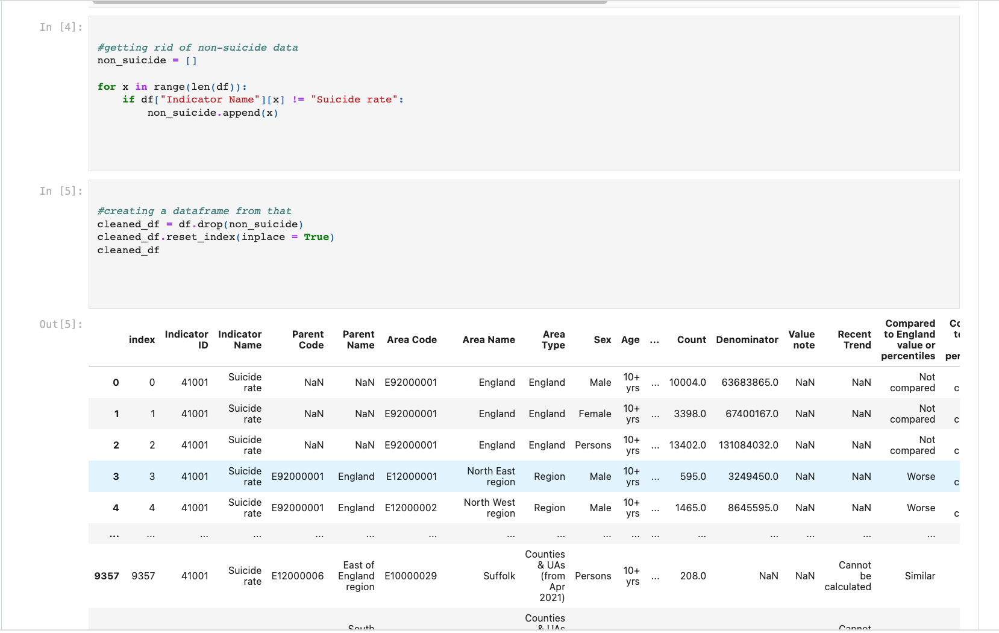 In [4]:
#getting rid of non-suicide data
non_suicide = []
for x in range(len(df)):
    if df["Indicator Name"][x] != "Suicide rate":
        non_suicide.append(x)
In [5]:
#creating a dataframe from that
cleaned_df = df.drop(non_suicide)
cleaned_df.reset_index(inplace = True)
cleaned_df
Out[5]:
index Indicator ID Indicator Name Parent Code Parent Name Area Code Area Name Area Type Sex Age ... Count Denominator Value note Recent Trend Compared to England value or percentiles
0 0 41001 Suicide rate NaN NaN E92000001 England England Male 10+ yrs ... 10004.0 63683865.0 NaN NaN Not compared
1 1 41001 Suicide rate NaN NaN E92000001 England England Female 10+ yrs ... 3398.0 67400167.0 NaN NaN Not compared
2 2 41001 Suicide rate NaN NaN E92000001 England England Persons 10+ yrs ... 13402.0 131084032.0 NaN NaN Not compared
3 3 41001 Suicide rate E92000001 England E12000001 North East region Region Male 10+ yrs ... 595.0 3249450.0 NaN NaN Worse
4 4 41001 Suicide rate E92000001 England E12000002 North West region Region Male 10+ yrs ... 1465.0 8645595.0 NaN NaN Worse
... ... ... ... ... ... ... ... ... ... ... ... ... ... ... ... ...
9357 9357 41001 Suicide rate E12000006 East of England region E10000029 Suffolk Counties & UAs (from Apr 2021) Persons 10+ yrs ... 208.0 NaN NaN Cannot be calculated Similar
South Counties & UAs Cannot